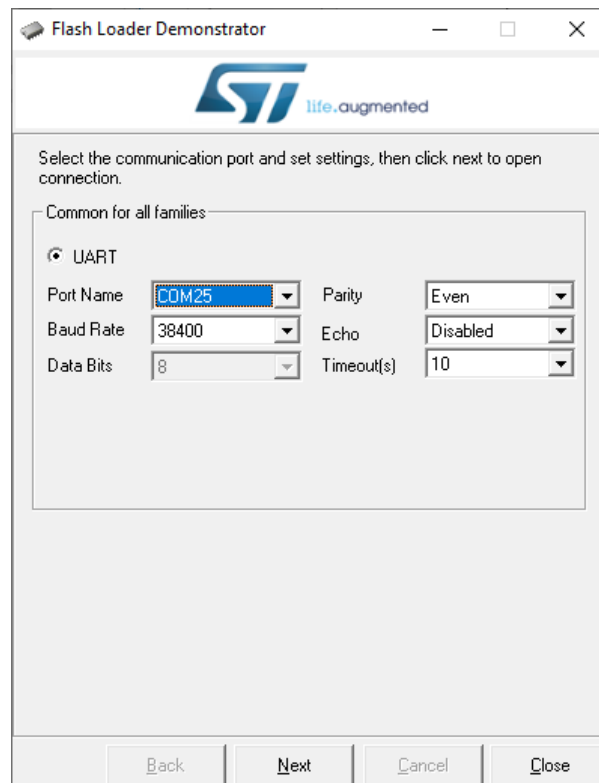 Flash Loader Demonstrator
ST life.augmented
Select the communication port and set settings, then click next to open
connection.
Common for all families
UART
Port Name COM25 Parity Even
Baud Rate 38400 Echo Disabled
Data Bits 8 Timeout(s) 10
Back Next Cancel Close